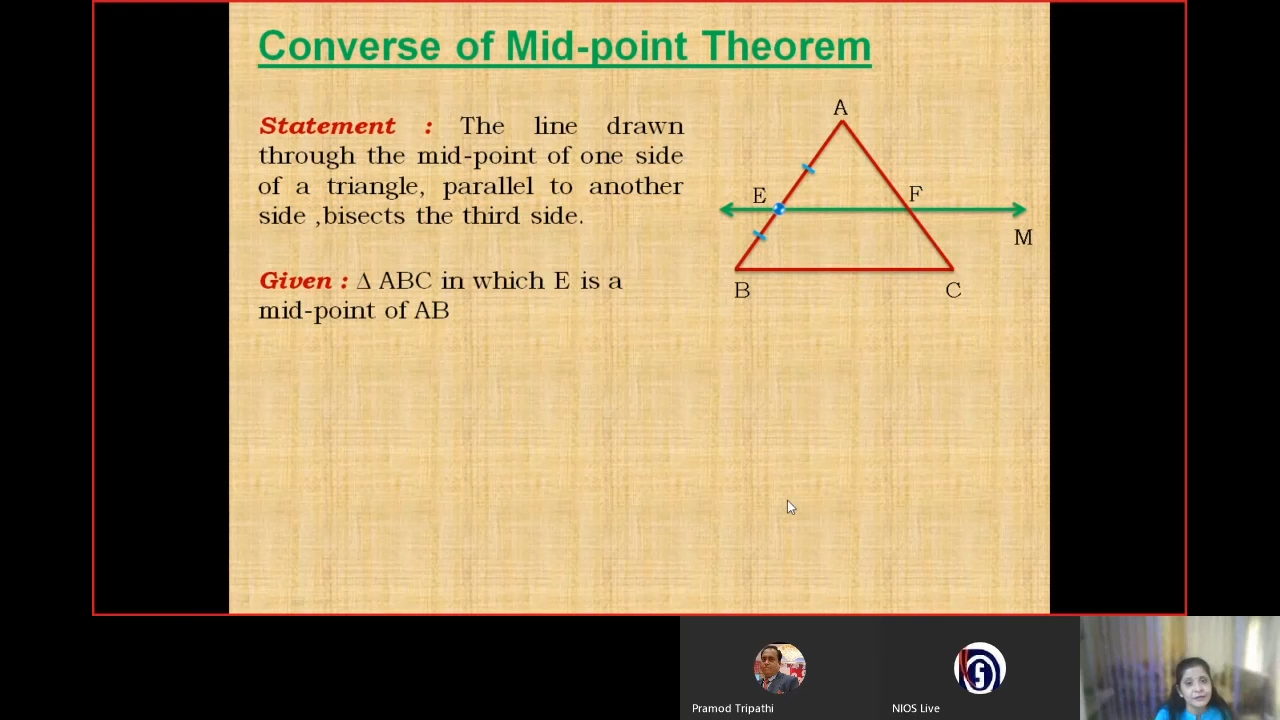 Converse of Mid-point Theorem
Statement : The line drawn
through the mid-point of one side
of a triangle, parallel to another
side ,bisects the third side.
Given : ∆ ABC in which E is a
mid-point of AB
A
E
F
M
B
C
Pramod Tripathi
NIOS Live